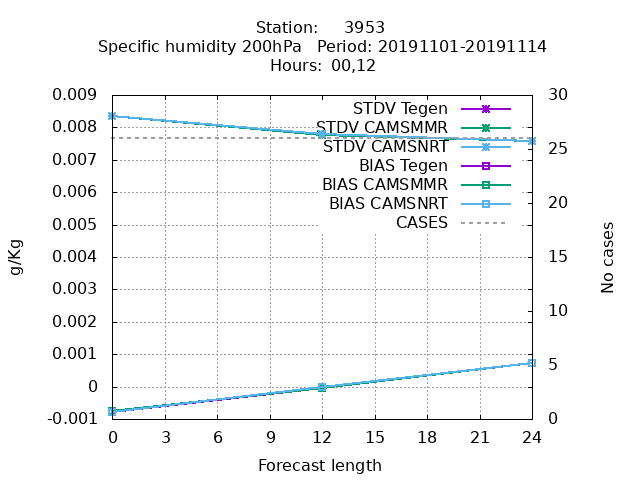 Station:     3953
Specific humidity 200hPa   Period: 20191101-20191114
Hours: 00,12
0.009
0.008
0.007
0.006
0.005
0.004
0.003
0.002
0.001
0
-0.001
g/Kg
STDV Tegen
STDV CAMSMMR
STDV CAMSNRT
BIAS Tegen
BIAS CAMSMMR
BIAS CAMSNRT
CASES
30
25
20
15
10
5
0
No cases
0 3 6 9 12 15 18 21 24
Forecast length